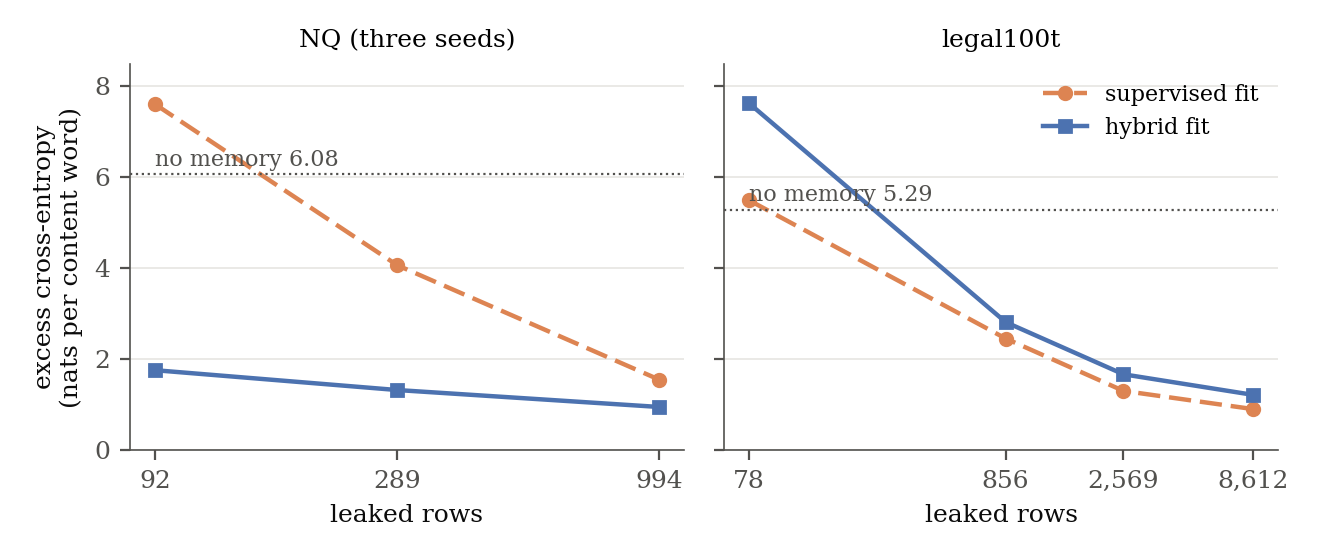 NQ (three seeds)
legal100t
excess cross-entropy
(nats per content word)
8
6
4
2
0
no memory 6.08
no memory 5.29
supervised fit
hybrid fit
92
289
994
78
856
2,569
8,612
leaked rows
leaked rows